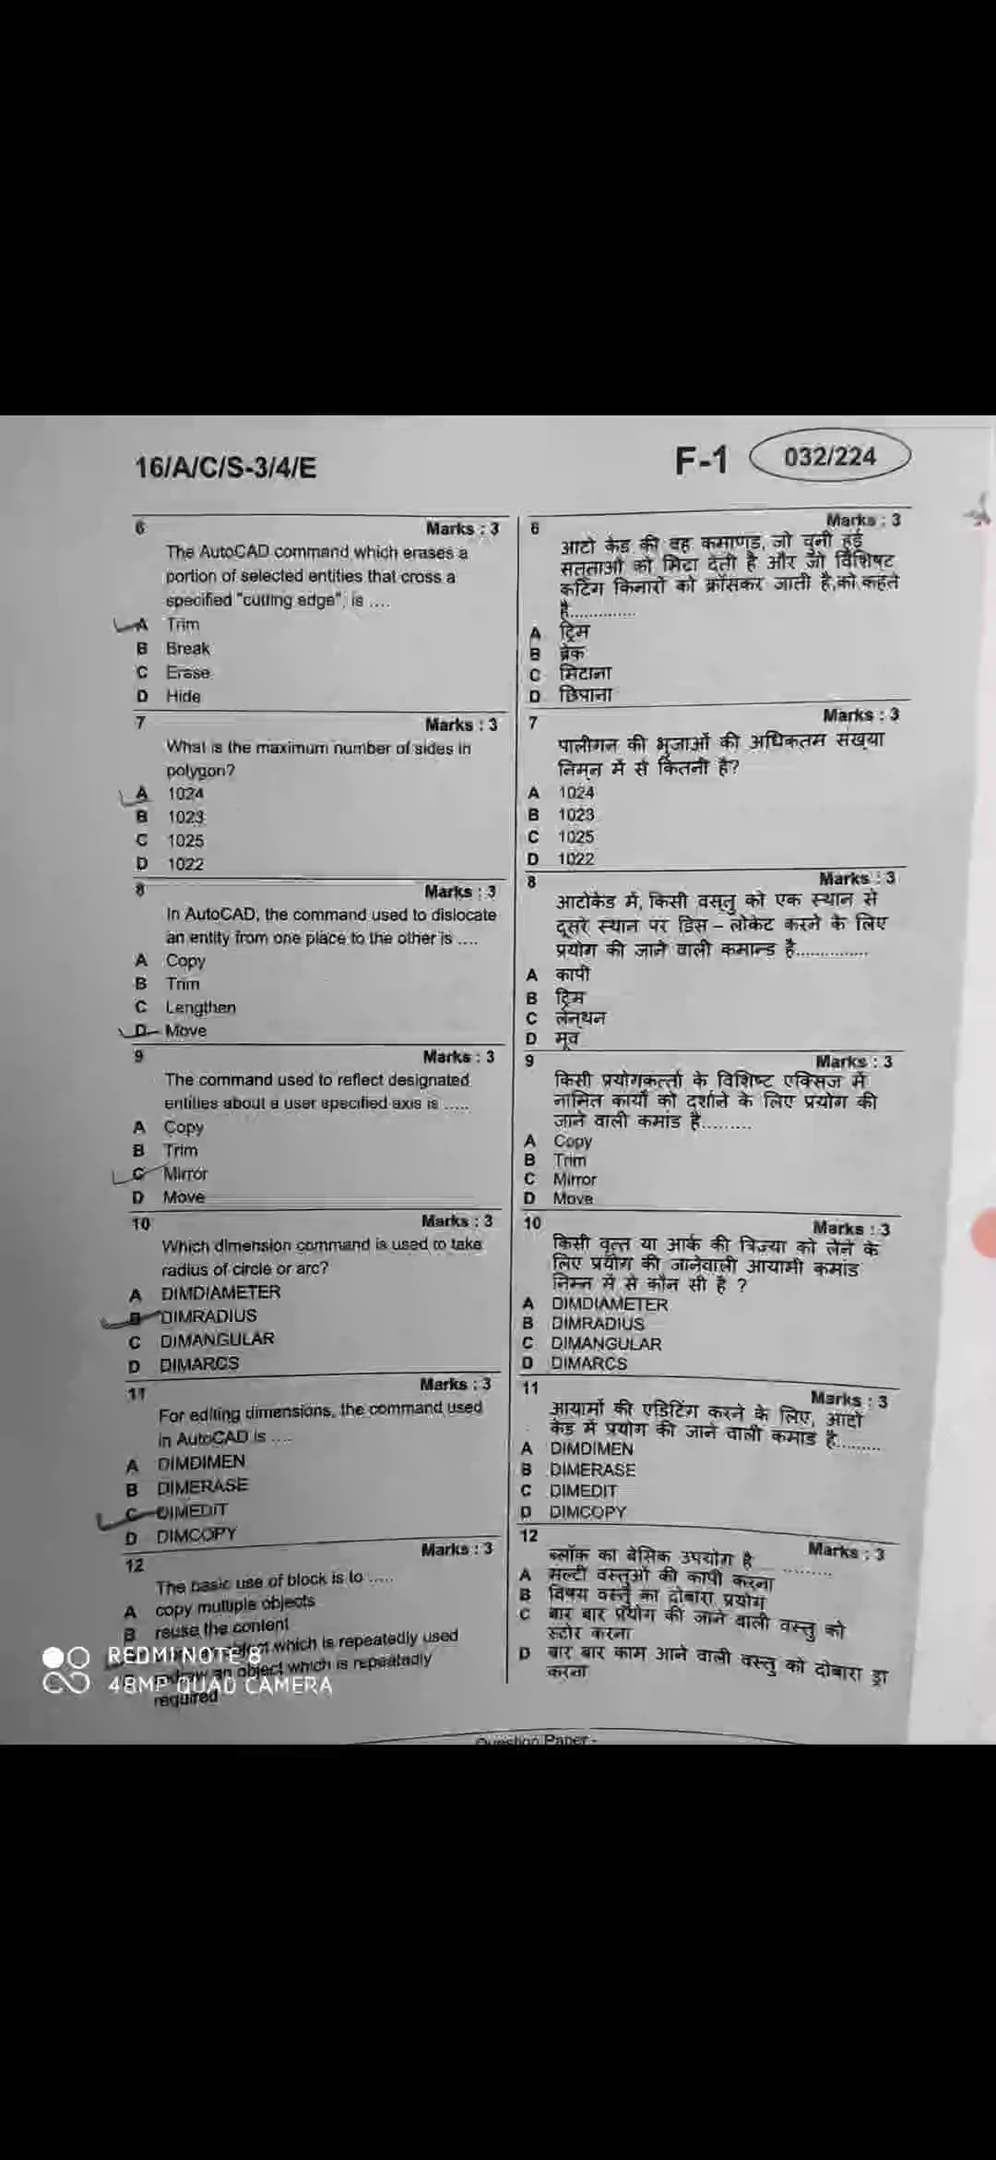 16/A/C/S-3/4/E
F-1 032/224
6 Marks : 3
The AutoCAD command which erases a
portion of selected entities that cross a
specified "cutting edge", is ....
A Trim
B Break
C Erase
D Hide
7 Marks : 3
What is the maximum number of sides in
polygon?
A 1024
B 1023
C 1025
D 1022
8 Marks : 3
In AutoCAD, the command used to dislocate
an entity from one place to the other is ....
A Copy
B Trim
C Lengthen
D Move
9 Marks : 3
The command used to reflect designated
entities about a user specified axis is .....
A Copy
B Trim
C Mirror
D Move
10 Marks : 3
Which dimension command is used to take
radius of circle or arc?
A DIMDIAMETER
B DIMRADIUS
C DIMANGULAR
D DIMARCS
11 Marks : 3
For editing dimensions, the command used
in AutoCAD is ....
A DIMDIMEN
B DIMERASE
C DIMEDIT
D DIMCOPY
12 Marks : 3
The basic use of block is to .....
A copy multiple objects
B reuse the content
which is repeatedly used
an object which is repeatedly
required
6 Marks : 3
आटो केड की वह कमाण्ड, जो चुनी हुई
सत्ताओं को मिटा देती है और जो विशिष्ट
कटिंग किनारों को क्रॉसकर जाती है,को कहते
है..............
A ट्रिम
B ब्रेक
C मिटाना
D छिपाना
7 Marks : 3
पालीगन की भुजाओं की अधिकतम संख्या
निम्न में से कितनी है?
A 1024
B 1023
C 1025
D 1022
8 Marks : 3
आटोकेड में, किसी वस्तु को एक स्थान से
दूसरे स्थान पर डिस – लोकेट करने के लिए
प्रयोग की जाने वाली कमान्ड है...............
A कापी
B ट्रिम
C लेन्थन
D मूव
9 Marks : 3
किसी प्रयोगकर्त्ता के विशिष्ट एक्सिज में
नामित कार्यों को दर्शाने के लिए प्रयोग की
जाने वाली कमांड है.........
A Copy
B Trim
C Mirror
D Move
10 Marks : 3
किसी वृत्त या आर्क की त्रिज्या को लेने के
लिए प्रयोग की जानेवाली आयामी कमांड
निम्न में से कौन सी है ?
A DIMDIAMETER
B DIMRADIUS
C DIMANGULAR
D DIMARCS
11 Marks : 3
आयामों की एडिटिंग करने के लिए, आटो
केड में प्रयोग की जाने वाली कमांड है.........
A DIMDIMEN
B DIMERASE
C DIMEDIT
D DIMCOPY
12 Marks : 3
ब्लॉक का बेसिक उपयोग है .........
A मल्टी वस्तुओं की कापी करना
B विषय वस्तु का दोबारा प्रयोग
C बार बार प्रयोग की जाने वाली वस्तु को
स्टोर करना
D बार बार काम आने वाली वस्तु को दोबारा ड्रा
करना
REDMI NOTE 8
48MP QUAD CAMERA
Question Paper -